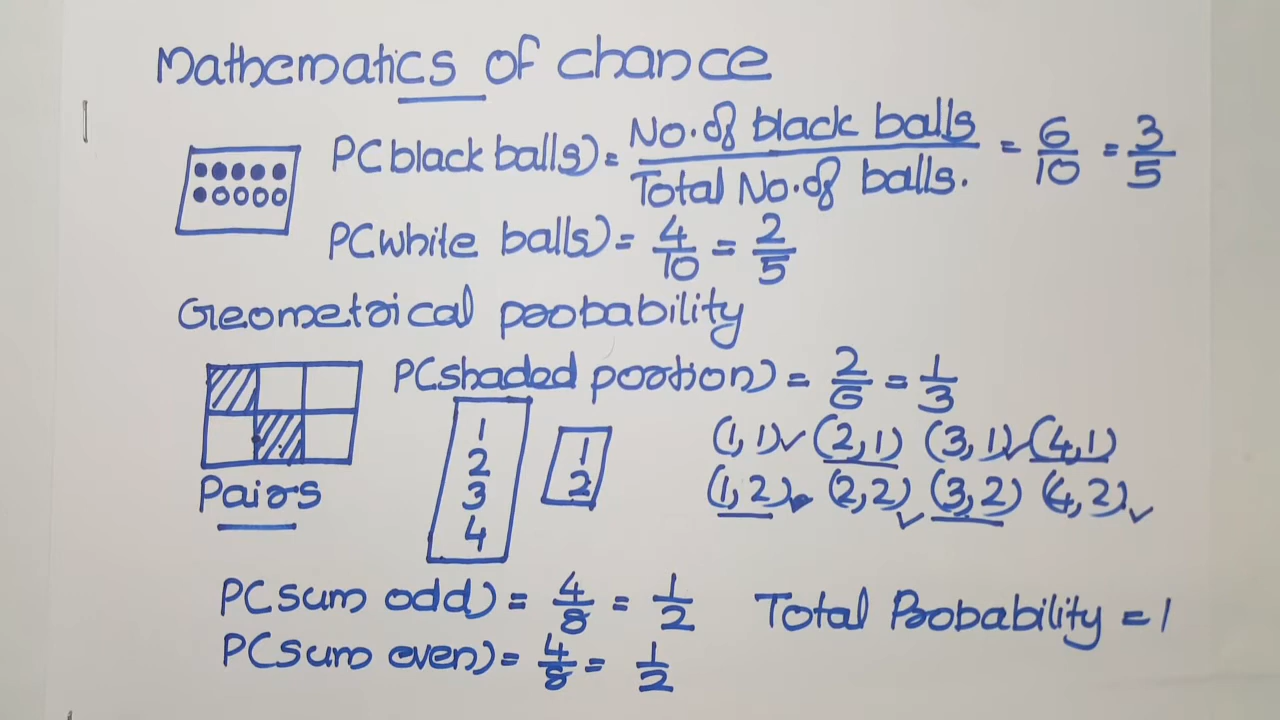 Mathematics of chance
P(black balls) = No. of black balls / Total No. of balls. = 6/10 = 3/5
P(white balls) = 4/10 = 2/5
Geometrical probability
P(shaded portion) = 2/6 = 1/3
Pairs
1
2
3
4
1
2
(1,1)✓ (2,1) (3,1)✓ (4,1)
(1,2) (2,2)✓ (3,2) (4,2)✓
P(sum odd) = 4/8 = 1/2
P(sum even) = 4/8 = 1/2
Total Probability = 1